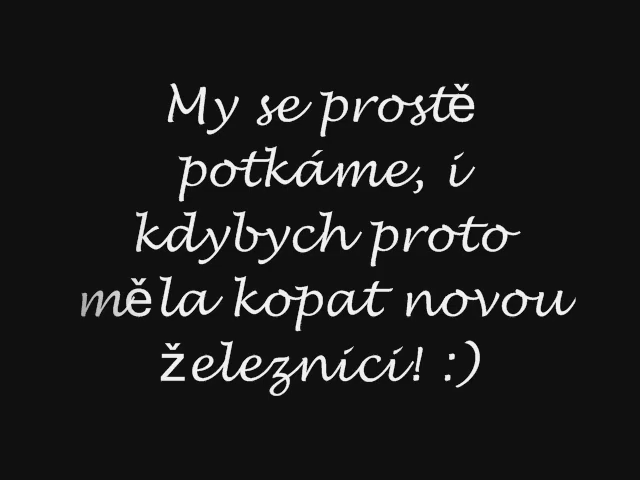 My se prostě
potkáme, i
kdybych proto
měla kopat novou
železnici! :)